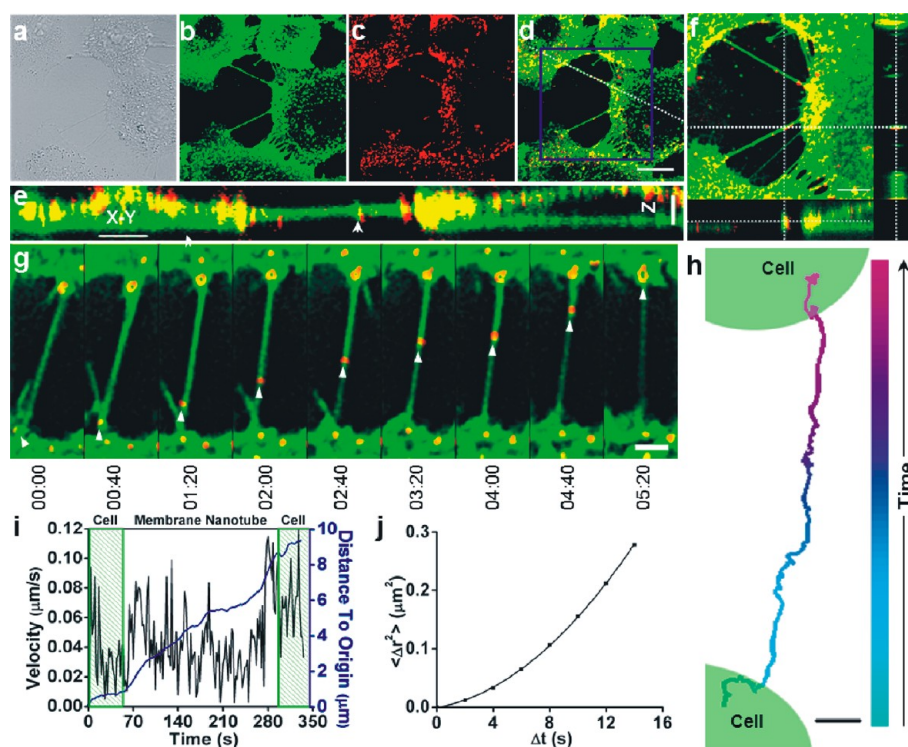 a
b
c
d
f
e
X-Y
Z
g
h
Cell
Time
Cell
00:00
00:40
01:20
02:00
02:40
03:20
04:00
04:40
05:20
i
Cell Membrane Nanotube Cell
Velocity (μm/s)
0.12
0.10
0.08
0.06
0.04
0.02
0.00
0 70 140 210 280 350
Time (s)
10
8
6
4
2
0
Distance To Origin (μm)
j
<Δr²> (μm²)
0.3
0.2
0.1
0.0
0 4 8 12 16
Δt (s)